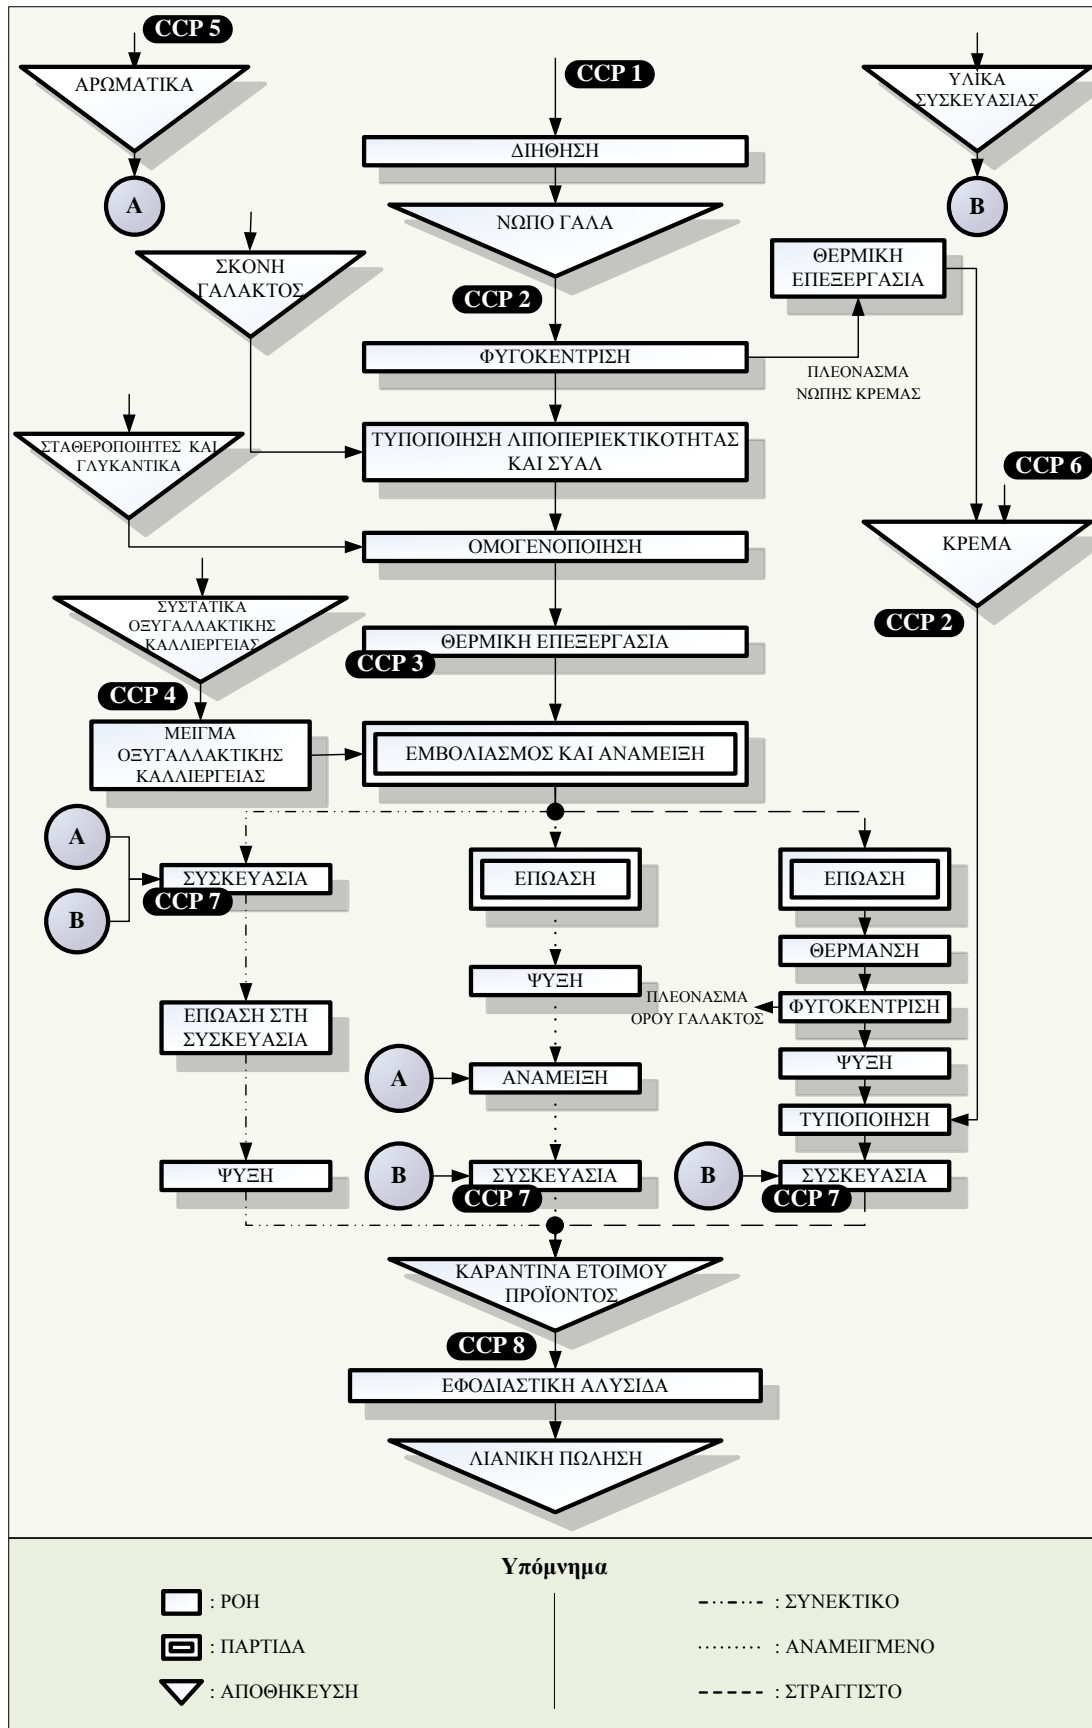 CCP 5
ΑΡΩΜΑΤΙΚΑ
A
CCP 1
ΔΙΗΘΗΣΗ
ΝΩΠΟ ΓΑΛΑ
ΥΛΙΚΑ
ΣΥΣΚΕΥΑΣΙΑΣ
B
ΣΚΟΝΗ
ΓΑΛΑΚΤΟΣ
CCP 2
ΦΥΓΟΚΕΝΤΡΙΣΗ
ΘΕΡΜΙΚΗ
ΕΠΕΞΕΡΓΑΣΙΑ
ΠΛΕΟΝΑΣΜΑ
ΝΩΠΗΣ ΚΡΕΜΑΣ
ΣΤΑΘΕΡΟΠΟΙΗΤΕΣ ΚΑΙ
ΓΛΥΚΑΝΤΙΚΑ
ΤΥΠΟΠΟΙΗΣΗ ΛΙΠΟΠΕΡΙΕΚΤΙΚΟΤΗΤΑΣ
ΚΑΙ ΣΥΑΛ
CCP 6
ΟΜΟΓΕΝΟΠΟΙΗΣΗ
ΚΡΕΜΑ
CCP 2
ΣΥΣΤΑΤΙΚΑ
ΟΞΥΓΑΛΛΑΚΤΙΚΗΣ
ΚΑΛΛΙΕΡΓΕΙΑΣ
ΘΕΡΜΙΚΗ ΕΠΕΞΕΡΓΑΣΙΑ
CCP 3
CCP 4
ΜΕΙΓΜΑ
ΟΞΥΓΑΛΛΑΚΤΙΚΗΣ
ΚΑΛΛΙΕΡΓΕΙΑΣ
ΕΜΒΟΛΙΑΣΜΟΣ ΚΑΙ ΑΝΑΜΕΙΞΗ
A
B
ΣΥΣΚΕΥΑΣΙΑ
CCP 7
ΕΠΩΑΣΗ ΣΤΗ
ΣΥΣΚΕΥΑΣΙΑ
ΨΥΞΗ
ΕΠΩΑΣΗ
ΨΥΞΗ
A
ΑΝΑΜΕΙΞΗ
B
ΣΥΣΚΕΥΑΣΙΑ
CCP 7
ΕΠΩΑΣΗ
ΘΕΡΜΑΝΣΗ
ΦΥΓΟΚΕΝΤΡΙΣΗ
ΠΛΕΟΝΑΣΜΑ
ΟΡΟΥ ΓΑΛΑΚΤΟΣ
ΨΥΞΗ
ΤΥΠΟΠΟΙΗΣΗ
B
ΣΥΣΚΕΥΑΣΙΑ
CCP 7
ΚΑΡΑΝΤΙΝΑ ΕΤΟΙΜΟΥ
ΠΡΟΪΟΝΤΟΣ
CCP 8
ΕΦΟΔΙΑΣΤΙΚΗ ΑΛΥΣΙΔΑ
ΛΙΑΝΙΚΗ ΠΩΛΗΣΗ
Υπόμνημα
: ΡΟΗ
: ΠΑΡΤΙΔΑ
: ΑΠΟΘΗΚΕΥΣΗ
: ΣΥΝΕΚΤΙΚΟ
: ΑΝΑΜΕΙΓΜΕΝΟ
: ΣΤΡΑΓΓΙΣΤΟ